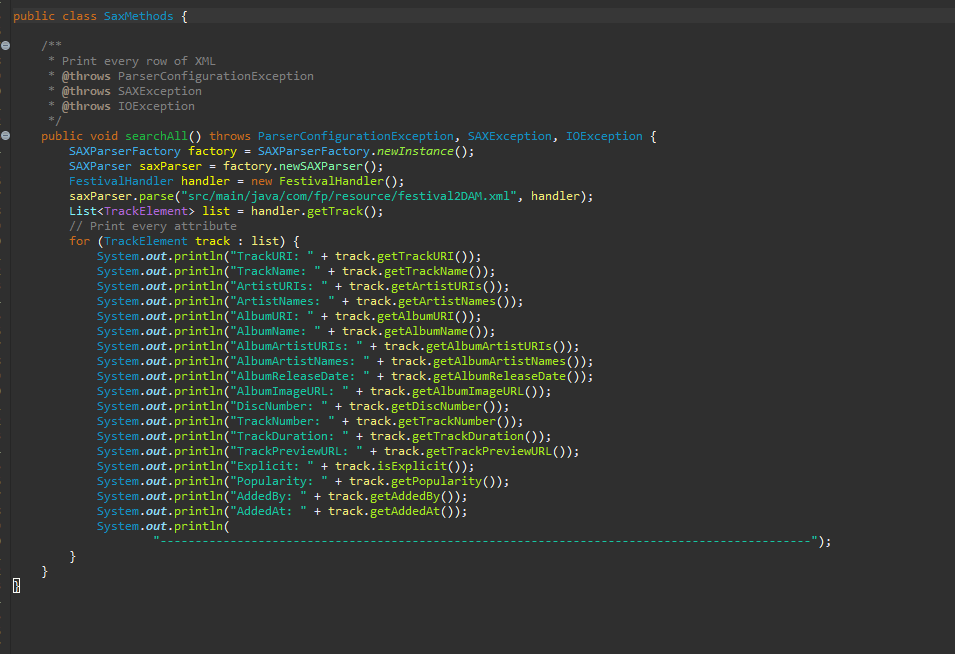 public class SaxMethods {
/**
* Print every row of XML
* @throws ParserConfigurationException
* @throws SAXException
* @throws IOException
*/
public void searchAll() throws ParserConfigurationException, SAXException, IOException {
SAXParserFactory factory = SAXParserFactory.newInstance();
SAXParser saxParser = factory.newSAXParser();
FestivalHandler handler = new FestivalHandler();
saxParser.parse("src/main/java/com/fp/resource/festival2DAM.xml", handler);
List<TrackElement> list = handler.getTrack();
// Print every attribute
for (TrackElement track : list) {
System.out.println("TrackURI: " + track.getTrackURI());
System.out.println("TrackName: " + track.getTrackName());
System.out.println("ArtistURIs: " + track.getArtistURIs());
System.out.println("ArtistNames: " + track.getArtistNames());
System.out.println("AlbumURI: " + track.getAlbumURI());
System.out.println("AlbumName: " + track.getAlbumName());
System.out.println("AlbumArtistURIs: " + track.getAlbumArtistURIs());
System.out.println("AlbumArtistNames: " + track.getAlbumArtistNames());
System.out.println("AlbumReleaseDate: " + track.getAlbumReleaseDate());
System.out.println("AlbumImageURL: " + track.getAlbumImageURL());
System.out.println("DiscNumber: " + track.getDiscNumber());
System.out.println("TrackNumber: " + track.getTrackNumber());
System.out.println("TrackDuration: " + track.getTrackDuration());
System.out.println("TrackPreviewURL: " + track.getTrackPreviewURL());
System.out.println("Explicit: " + track.isExplicit());
System.out.println("Popularity: " + track.getPopularity());
System.out.println("AddedBy: " + track.getAddedBy());
System.out.println("AddedAt: " + track.getAddedAt());
System.out.println(
"---------------------------------------------------------------------------------------------");
}
}
}